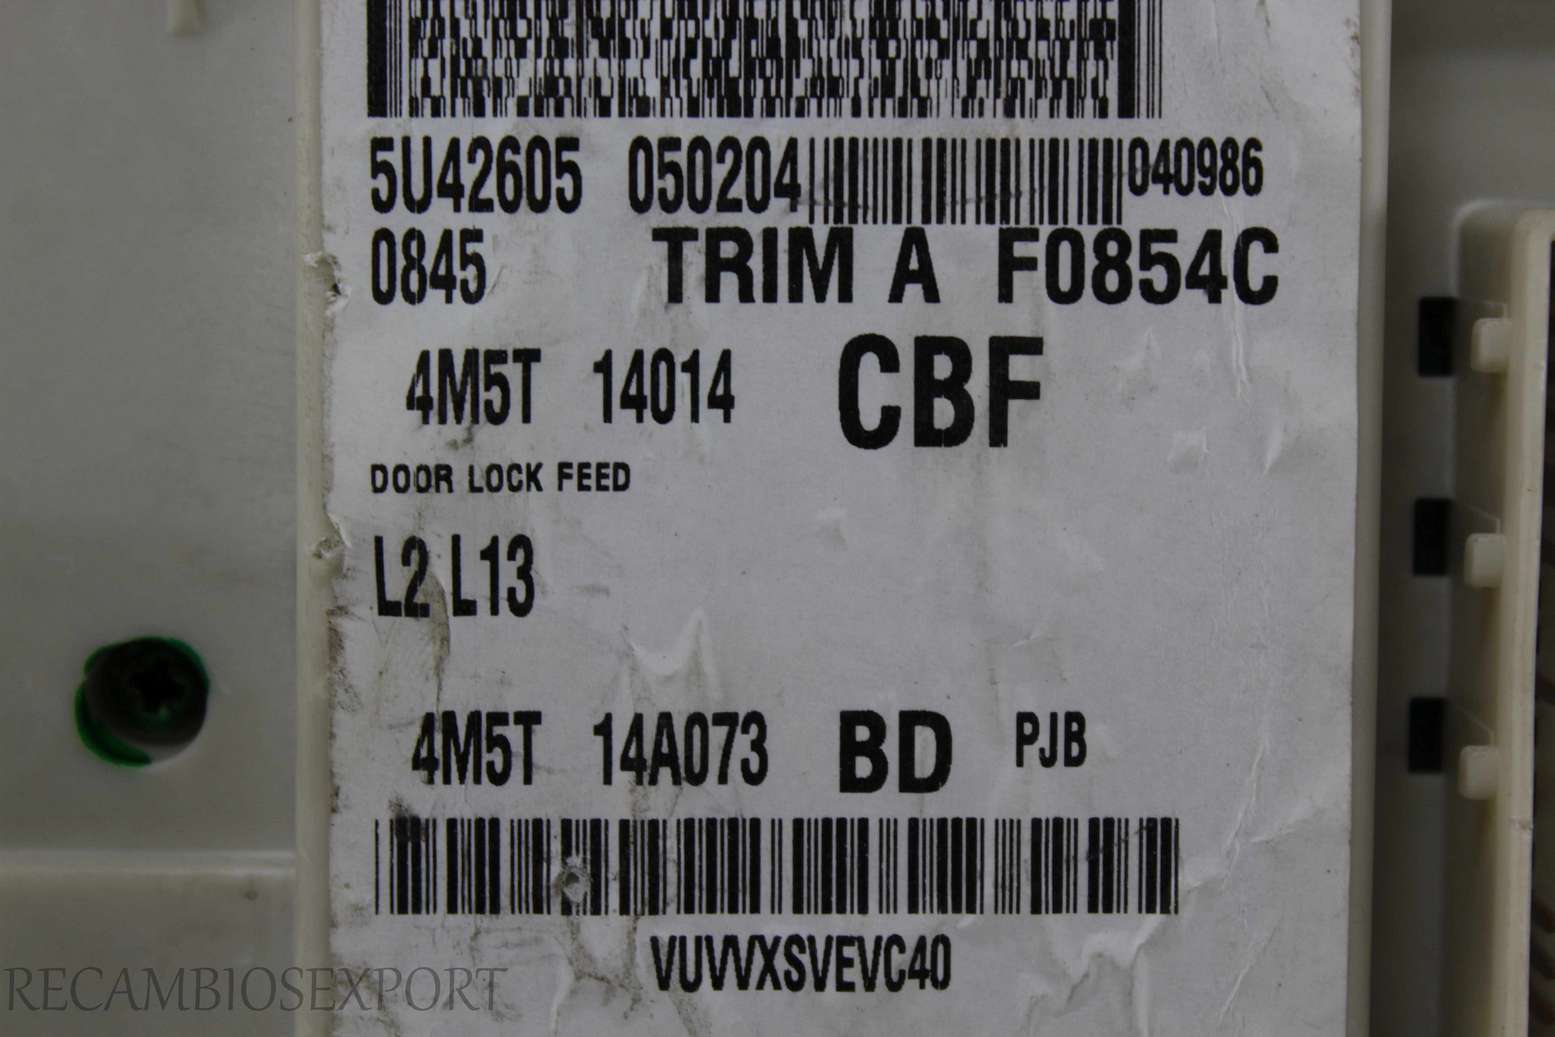 5U42605 050204 040986
0845 TRIM A F0854C
4M5T 14014 CBF
DOOR LOCK FEED
L2 L13
4M5T 14A073 BD PJB
VUVVXSVEVC40
RECAMBIOSEXPORT